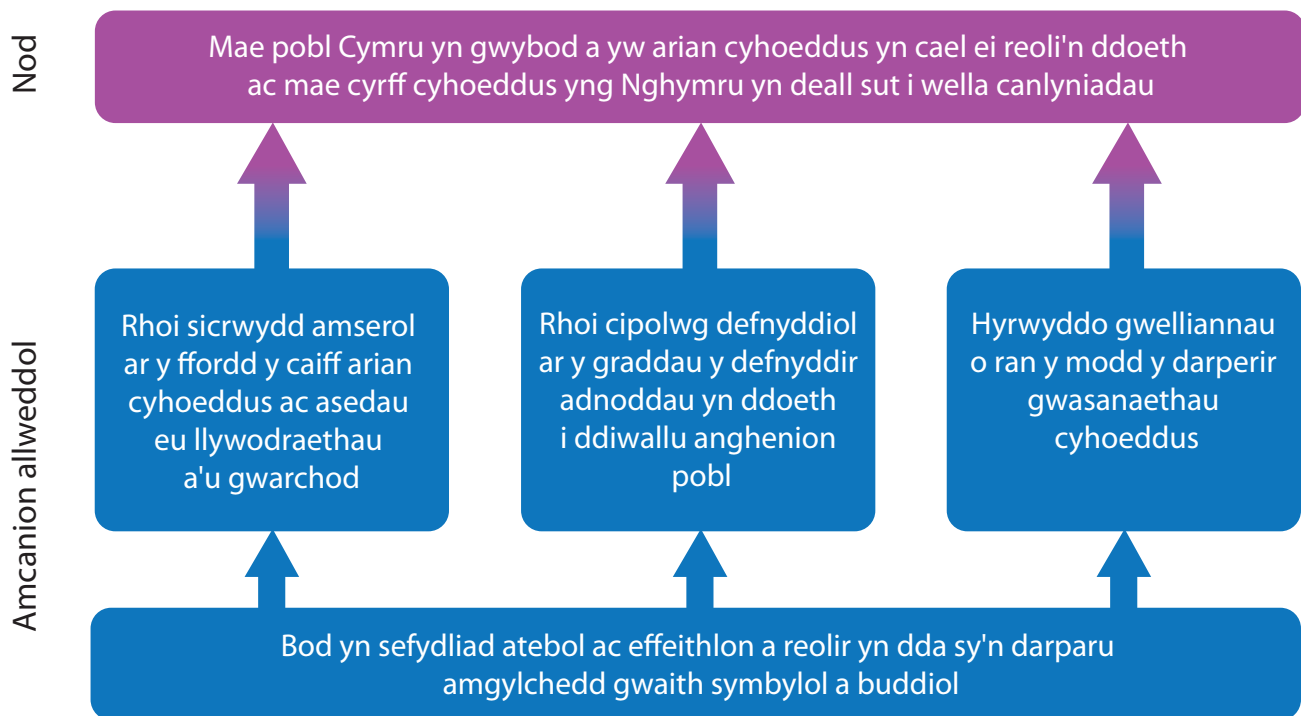 Nod
Mae pobl Cymru yn gwybod a yw arian cyhoeddus yn cael ei reoli'n ddoeth
ac mae cyrff cyhoeddus yng Nghymru yn deall sut i wella canlyniadau
Amcanion allweddol
Rhoi sicrwydd amserol
ar y ffordd y caiff arian
cyhoeddus ac asedau
eu llywodraethau
a'u gwarchod
Rhoi cipolwg defnyddiol
ar y graddau y defnyddir
adnoddau yn ddoeth
i ddiwallu anghenion
pobl
Hyrwyddo gwelliannau
o ran y modd y darperir
gwasanaethau
cyhoeddus
Bod yn sefydliad atebol ac effeithlon a reolir yn dda sy'n darparu
amgylchedd gwaith symbylol a buddiol